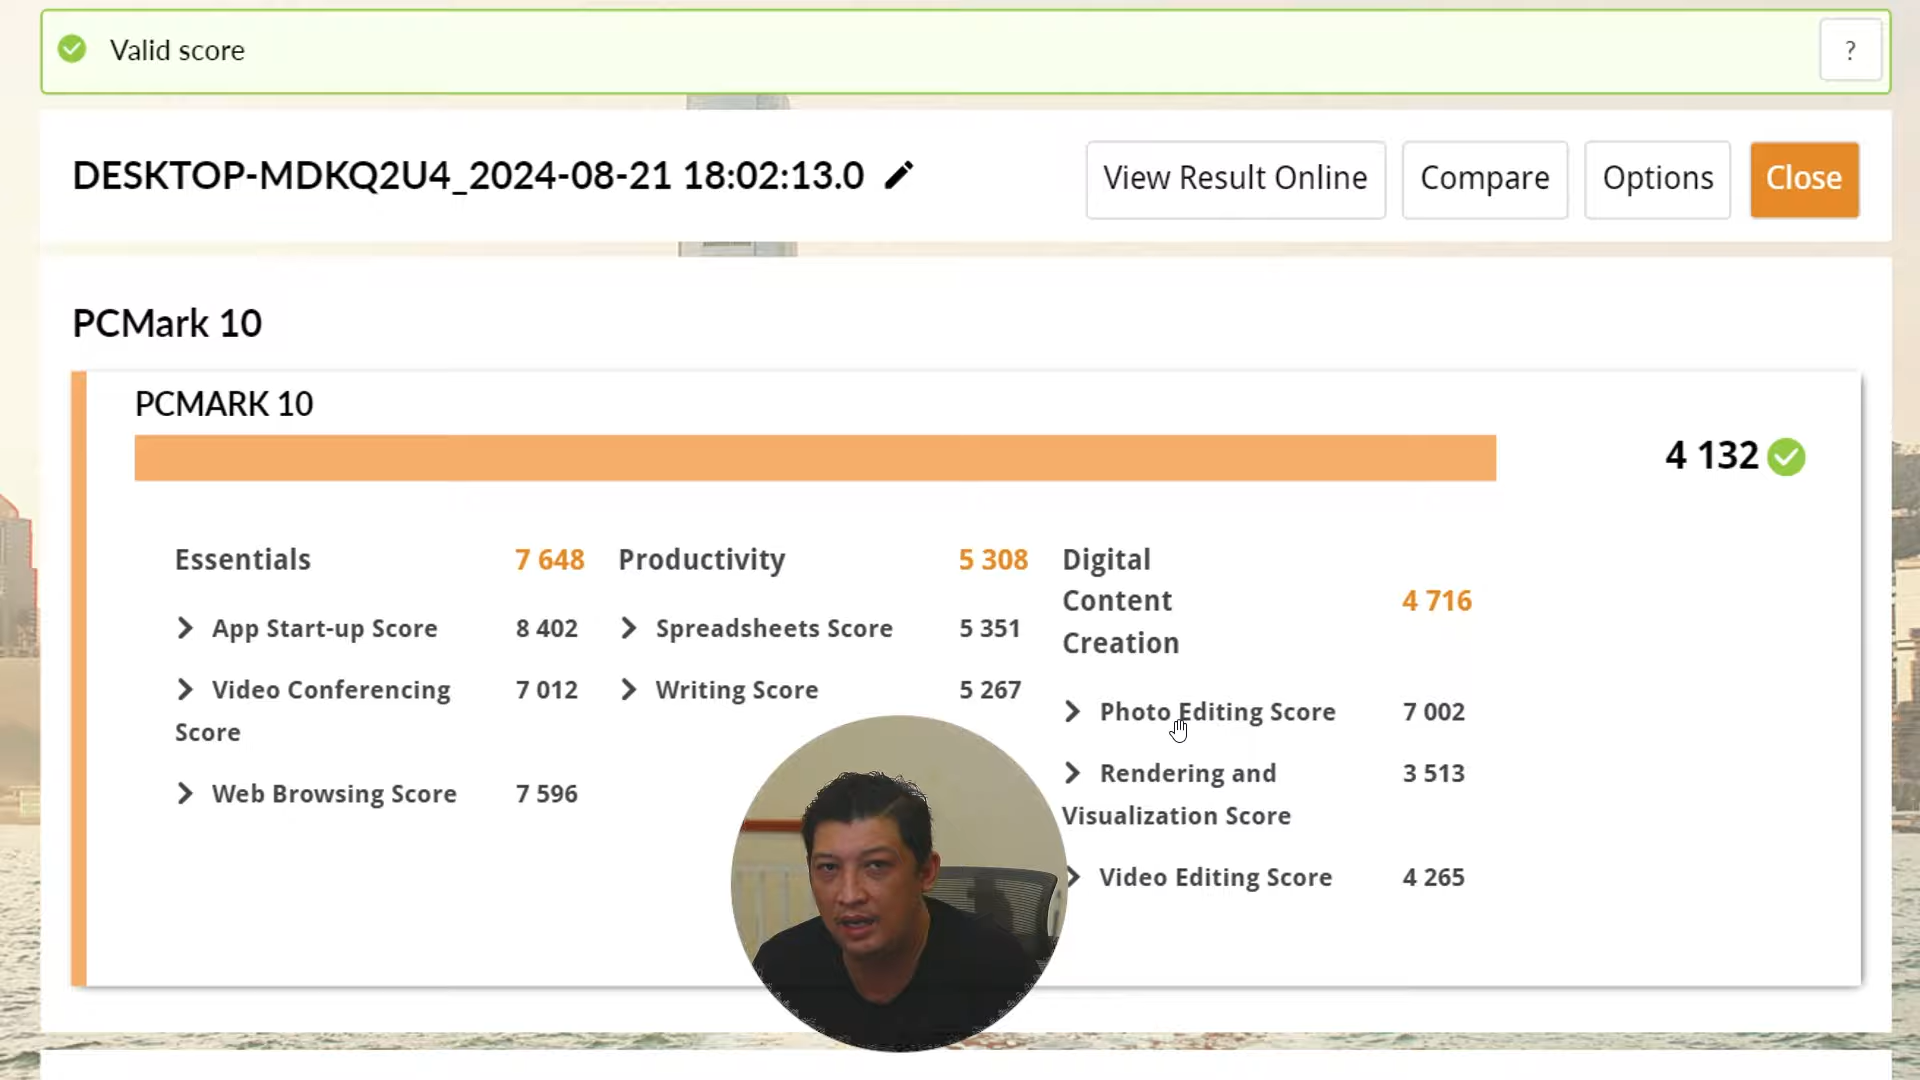 Valid score
?
DESKTOP-MDKQ2U4_2024-08-21 18:02:13.0
View Result Online
Compare
Options
Close
PCMark 10
PCMARK 10
4 132
Essentials 7 648
App Start-up Score 8 402
Video Conferencing 7 012
Score
Web Browsing Score 7 596
Productivity 5 308
Spreadsheets Score 5 351
Writing Score 5 267
Digital
Content 4 716
Creation
Photo Editing Score 7 002
Rendering and 3 513
Visualization Score
Video Editing Score 4 265